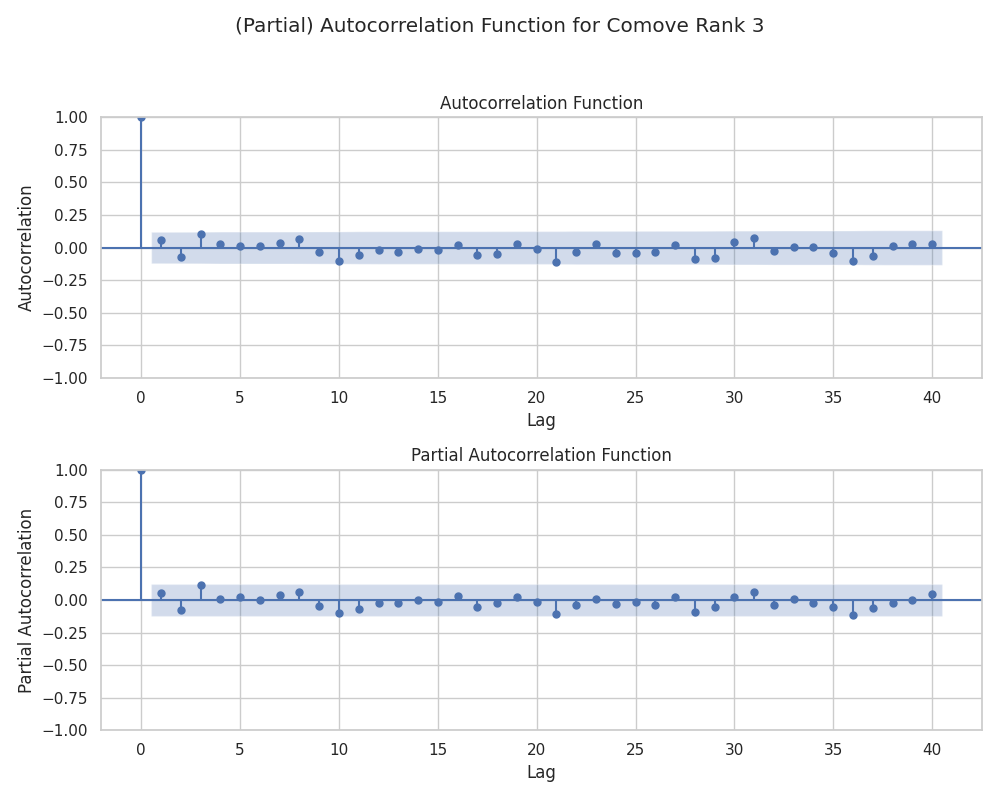 (Partial) Autocorrelation Function for Comove Rank 3
Autocorrelation Function
1.00
0.75
0.50
0.25
0.00
−0.25
−0.50
−0.75
−1.00
Autocorrelation
0 5 10 15 20 25 30 35 40
Lag
Partial Autocorrelation Function
1.00
0.75
0.50
0.25
0.00
−0.25
−0.50
−0.75
−1.00
Partial Autocorrelation
0 5 10 15 20 25 30 35 40
Lag